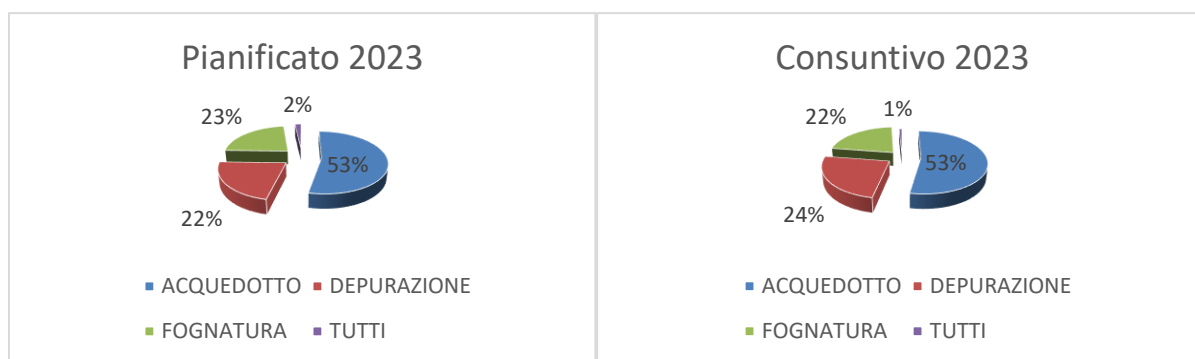 Pianificato 2023
23%
2%
53%
22%
ACQUEDOTTO DEPURAZIONE
FOGNATURA TUTTI
Consuntivo 2023
22%
1%
53%
24%
ACQUEDOTTO DEPURAZIONE
FOGNATURA TUTTI